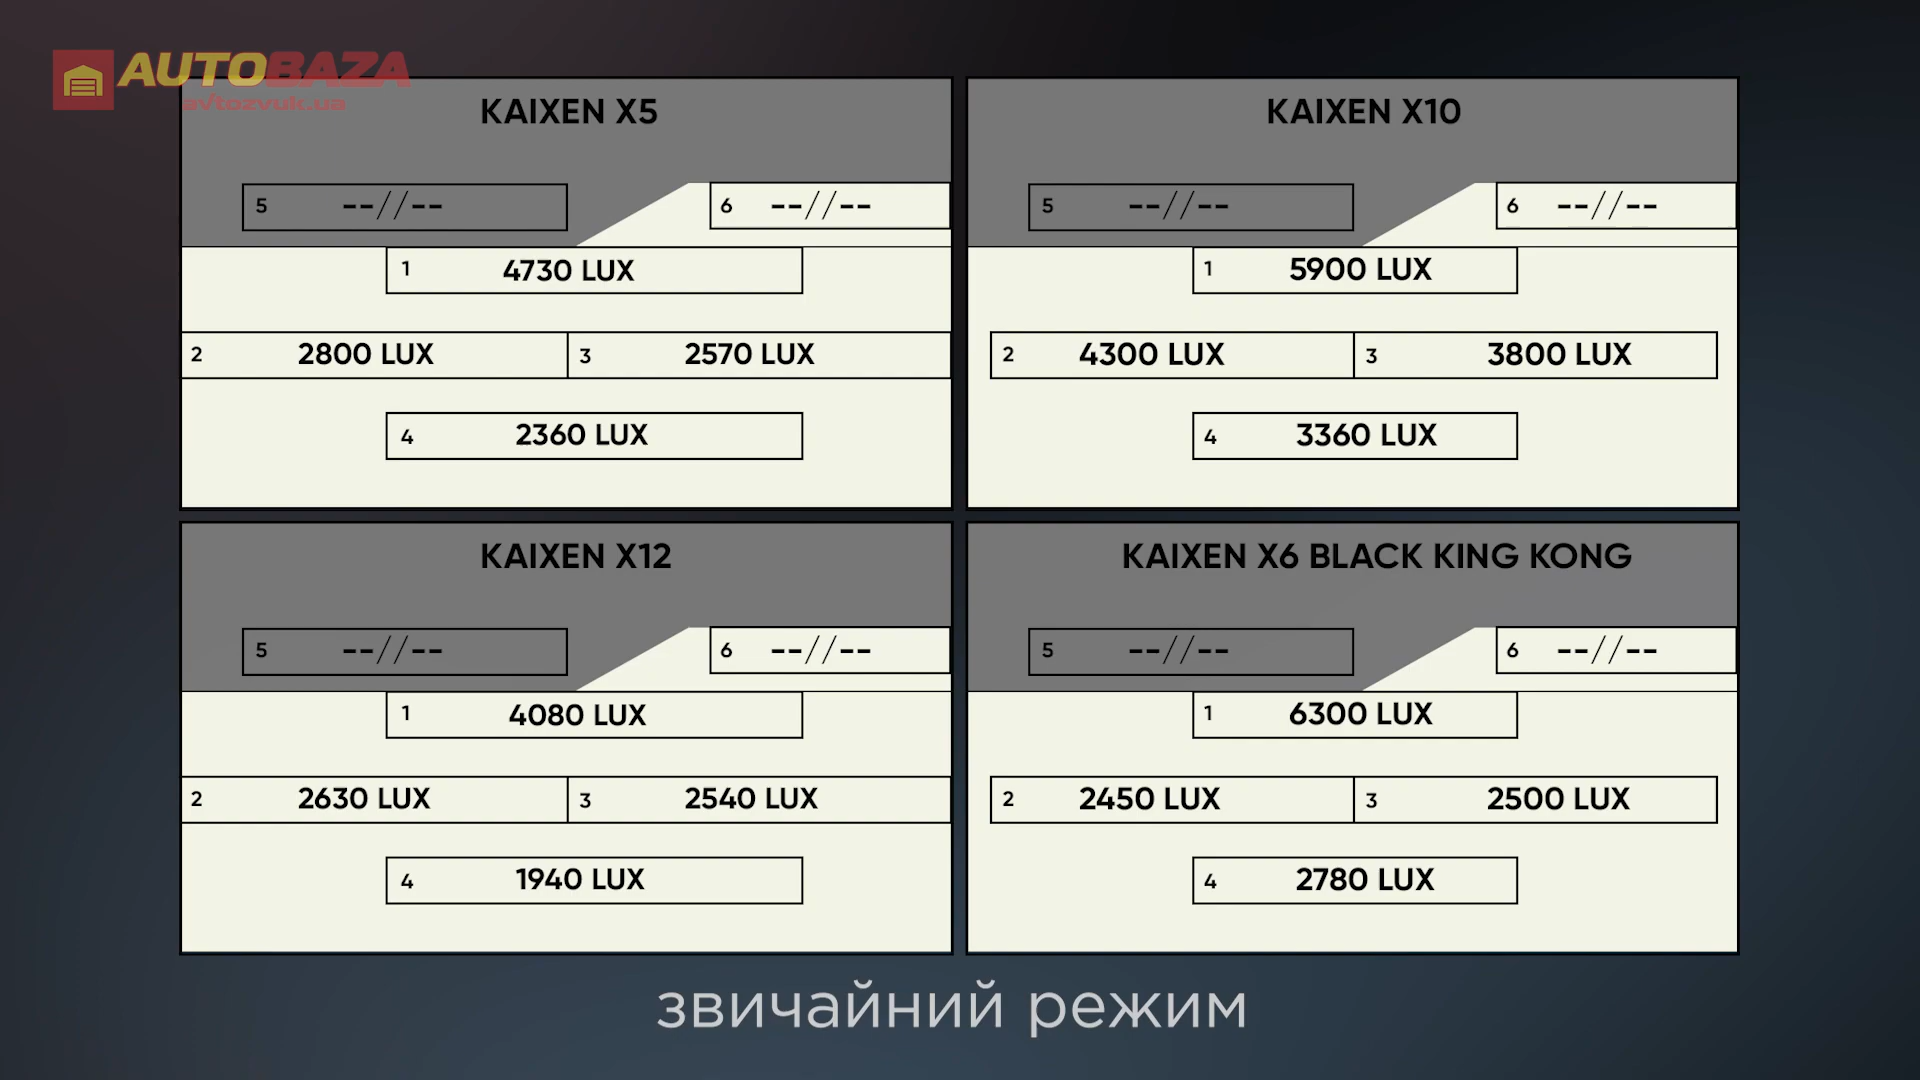 AUTOBAZA
avtozvuk.ua
KAIXEN X5
5 --//--
6 --//--
1 4730 LUX
2 2800 LUX
3 2570 LUX
4 2360 LUX
KAIXEN X10
5 --//--
6 --//--
1 5900 LUX
2 4300 LUX
3 3800 LUX
4 3360 LUX
KAIXEN X12
5 --//--
6 --//--
1 4080 LUX
2 2630 LUX
3 2540 LUX
4 1940 LUX
KAIXEN X6 BLACK KING KONG
5 --//--
6 --//--
1 6300 LUX
2 2450 LUX
3 2500 LUX
4 2780 LUX
звичайний режим